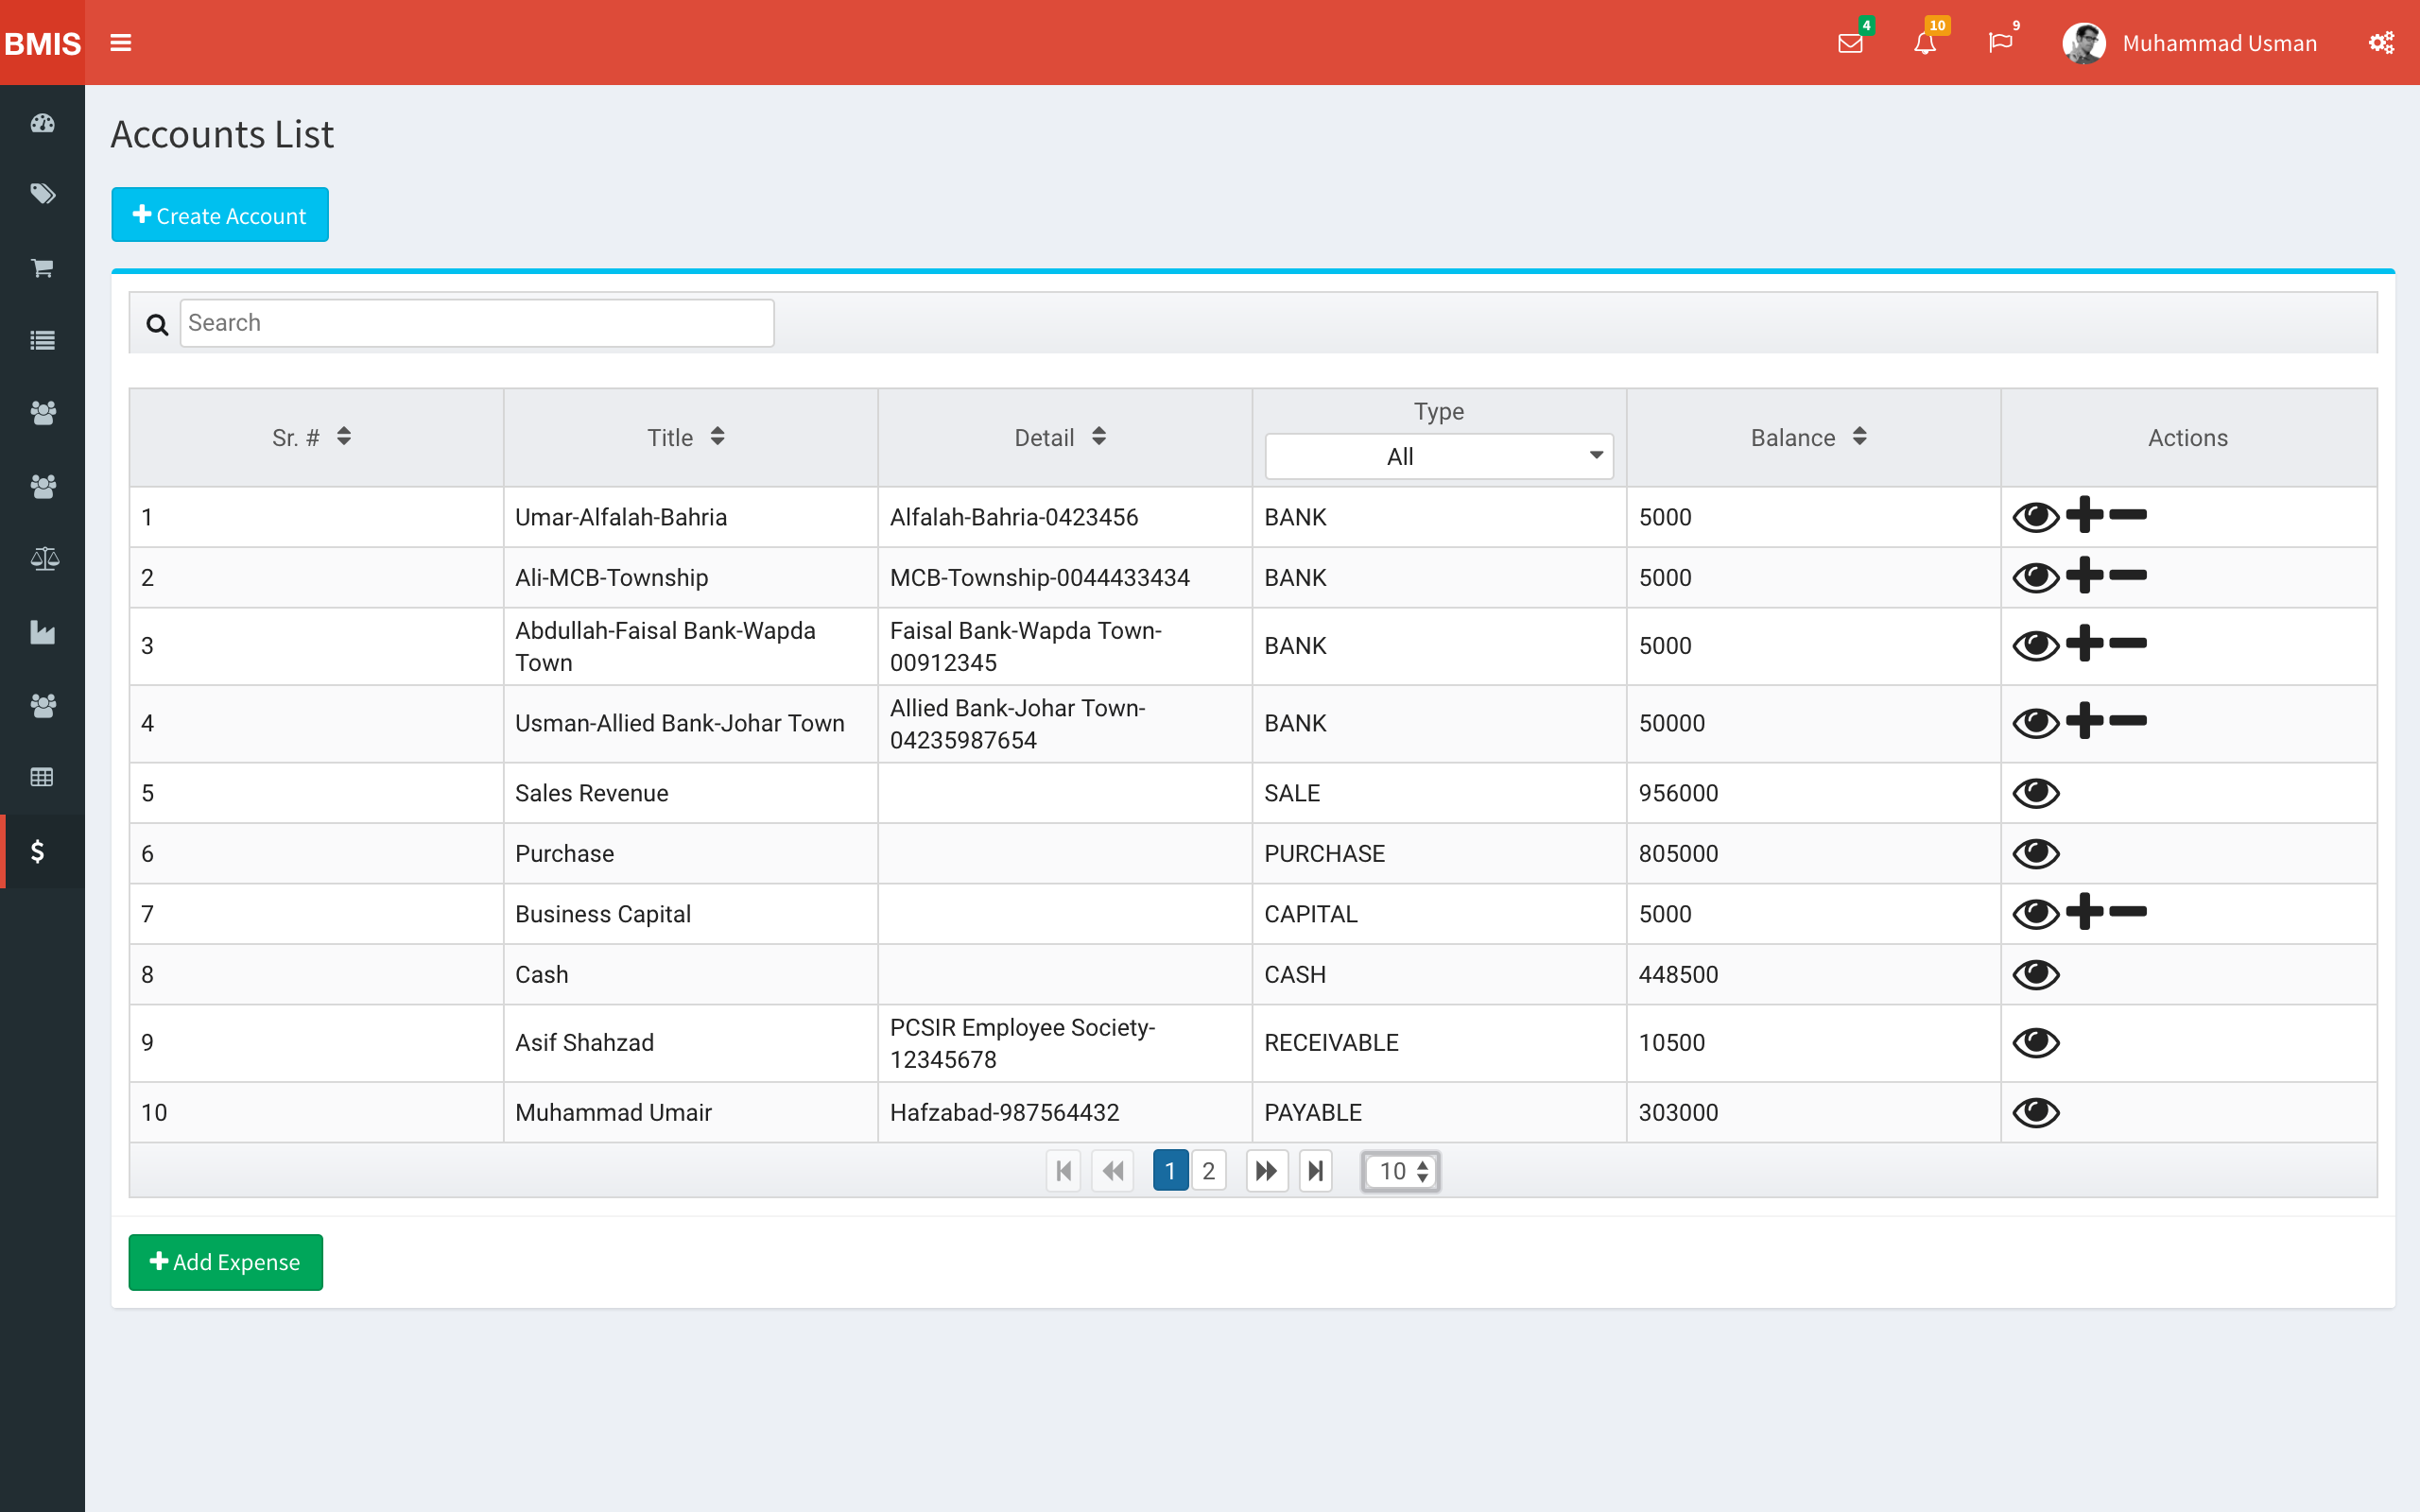 BMIS
4
10
9
Muhammad Usman
Accounts List
Create Account
Search
Sr. # Title Detail Type Balance Actions
All
1 Umar-Alfalah-Bahria Alfalah-Bahria-0423456 BANK 5000
2 Ali-MCB-Township MCB-Township-0044433434 BANK 5000
3 Abdullah-Faisal Bank-Wapda Town Faisal Bank-Wapda Town-00912345 BANK 5000
4 Usman-Allied Bank-Johar Town Allied Bank-Johar Town-04235987654 BANK 50000
5 Sales Revenue SALE 956000
6 Purchase PURCHASE 805000
7 Business Capital CAPITAL 5000
8 Cash CASH 448500
9 Asif Shahzad PCSIR Employee Society-12345678 RECEIVABLE 10500
10 Muhammad Umair Hafzabad-987564432 PAYABLE 303000
1 2 10
Add Expense